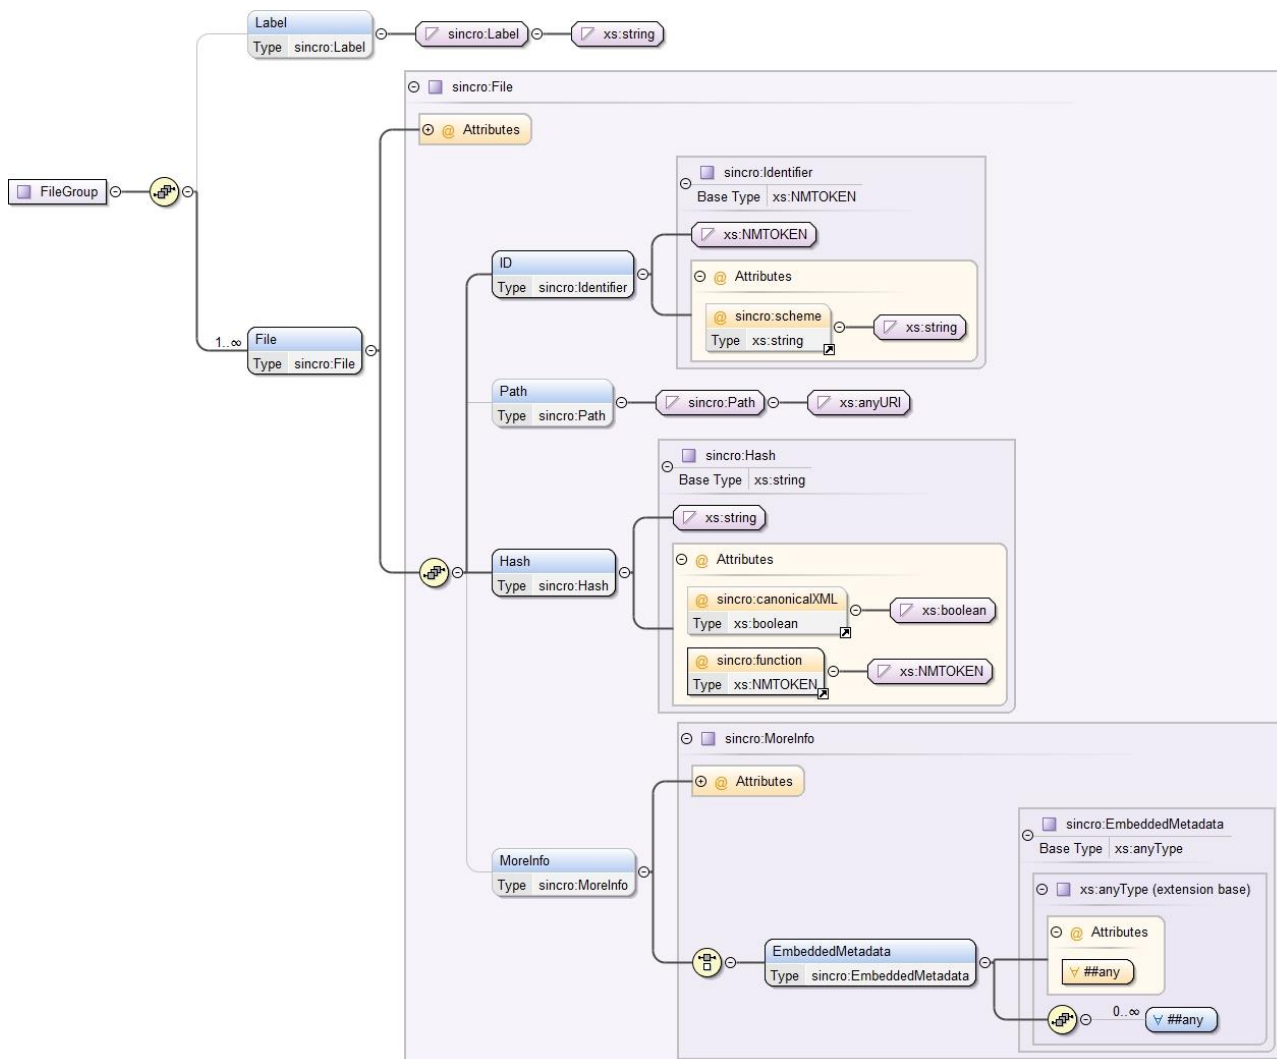 Label
Type sincro:Label
sincro:Label
xs:string
sincro:File
@ Attributes
FileGroup
sincro:Identifier
Base Type xs:NMTOKEN
xs:NMTOKEN
ID
Type sincro:Identifier
@ Attributes
@ sincro:scheme
Type xs:string
xs:string
1..∞
File
Type sincro:File
Path
Type sincro:Path
sincro:Path
xs:anyURI
sincro:Hash
Base Type xs:string
xs:string
Hash
Type sincro:Hash
@ Attributes
@ sincro:canonicalXML
Type xs:boolean
xs:boolean
@ sincro:function
Type xs:NMTOKEN
xs:NMTOKEN
sincro:MoreInfo
@ Attributes
MoreInfo
Type sincro:MoreInfo
sincro:EmbeddedMetadata
Base Type xs:anyType
xs:anyType (extension base)
@ Attributes
∀ ##any
EmbeddedMetadata
Type sincro:EmbeddedMetadata
0..∞
∀ ##any